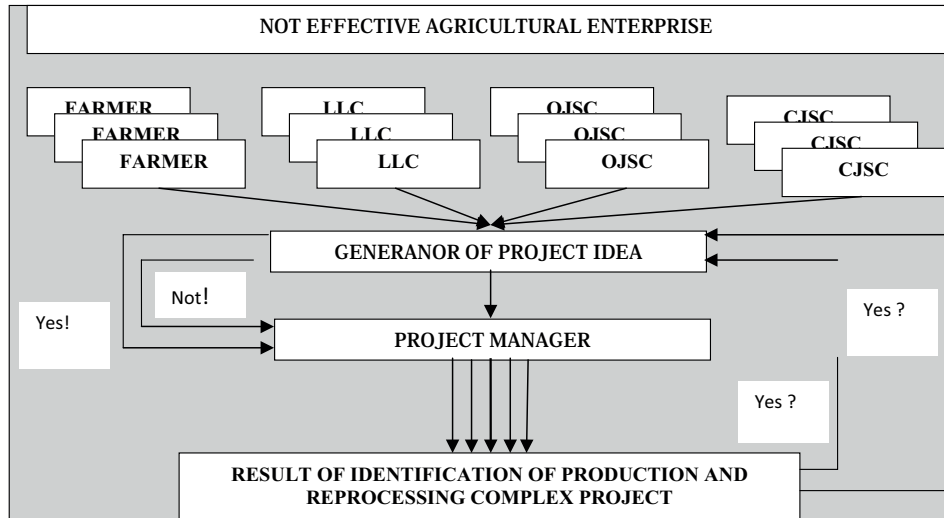 NOT EFFECTIVE AGRICULTURAL ENTERPRISE
FARMER
LLC
OJSC
CJSC
FARMER
LLC
OJSC
CJSC
FARMER
LLC
OJSC
CJSC
GENERANOR OF PROJECT IDEA
Not!
Yes!
Yes ?
PROJECT MANAGER
Yes ?
RESULT OF IDENTIFICATION OF PRODUCTION AND
REPROCESSING COMPLEX PROJECT